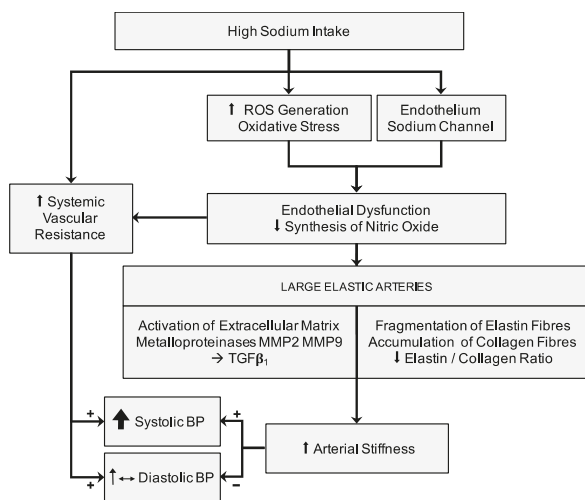 High Sodium Intake
↑ ROS Generation
Oxidative Stress
Endothelium
Sodium Channel
↑ Systemic
Vascular
Resistance
Endothelial Dysfunction
↓ Synthesis of Nitric Oxide
LARGE ELASTIC ARTERIES
Activation of Extracellular Matrix
Metalloproteinases MMP2 MMP9
→ TGFβ₁
Fragmentation of Elastin Fibres
Accumulation of Collagen Fibres
↓ Elastin / Collagen Ratio
+
↑ Systolic BP
+
↑ Arterial Stiffness
+
↑↔ Diastolic BP
−